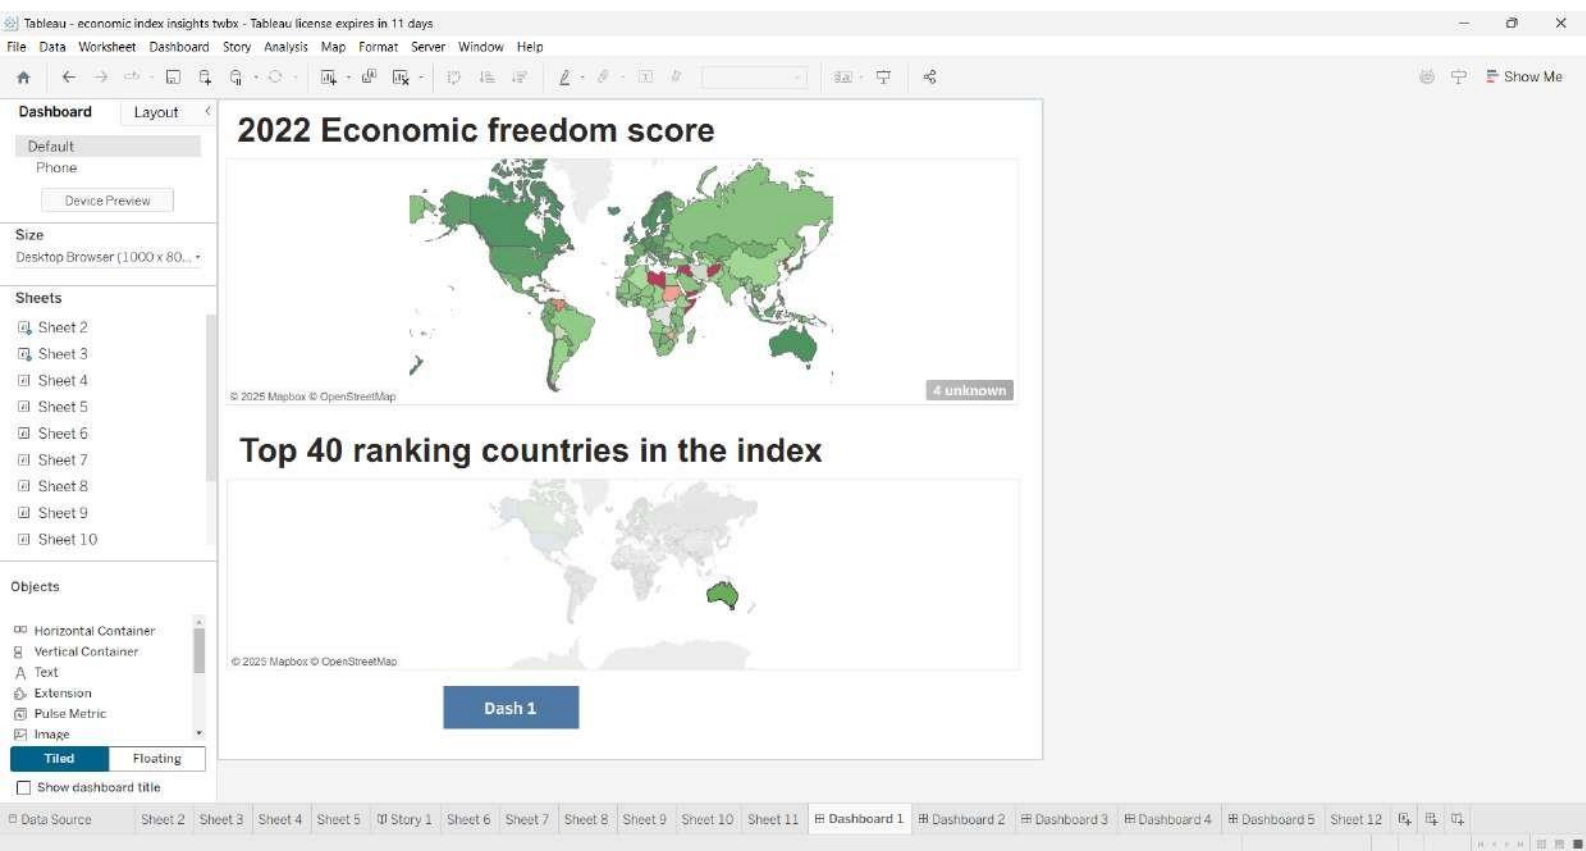 Tableau - economic index insights twbx - Tableau license expires in 11 days
File Data Worksheet Dashboard Story Analysis Map Format Server Window Help
Show Me
Dashboard Layout
Default
Phone
Device Preview
Size
Desktop Browser (1000 x 80...
Sheets
Sheet 2
Sheet 3
Sheet 4
Sheet 5
Sheet 6
Sheet 7
Sheet 8
Sheet 9
Sheet 10
Objects
Horizontal Container
Vertical Container
Text
Extension
Pulse Metric
Image
Tiled Floating
Show dashboard title
2022 Economic freedom score
© 2025 Mapbox © OpenStreetMap
4 unknown
Top 40 ranking countries in the index
© 2025 Mapbox © OpenStreetMap
Dash 1
Data Source Sheet 2 Sheet 3 Sheet 4 Sheet 5 Story 1 Sheet 6 Sheet 7 Sheet 8 Sheet 9 Sheet 10 Sheet 11 Dashboard 1 Dashboard 2 Dashboard 3 Dashboard 4 Dashboard 5 Sheet 12